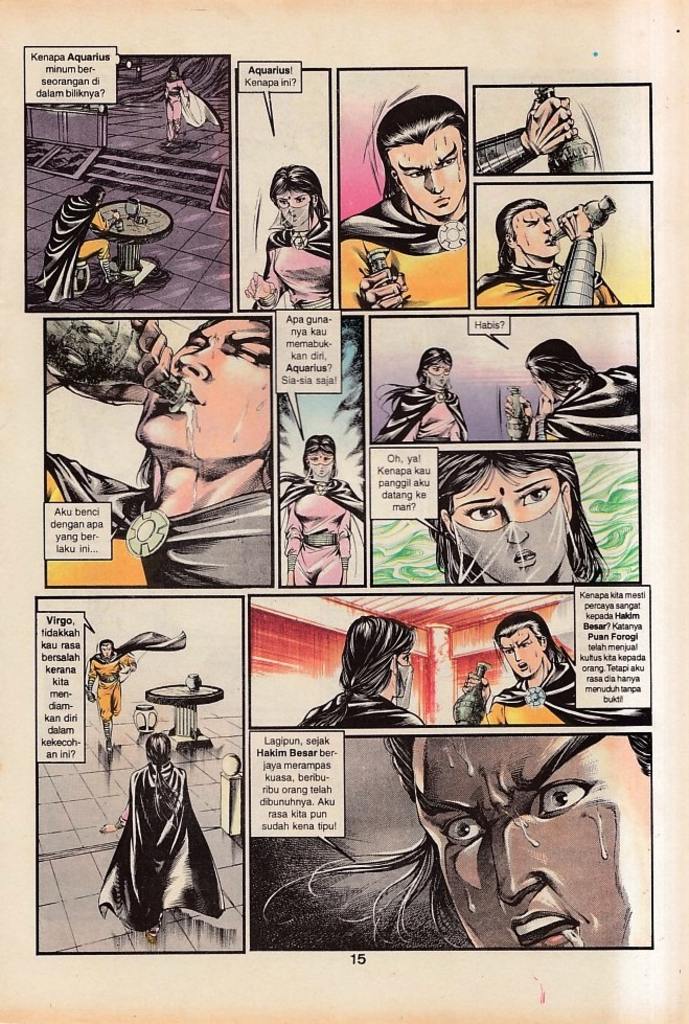 Kenapa Aquarius
minum ber-
seorangan di
dalam biliknya?
Aquarius!
Kenapa ini?
Apa guna-
nya kau
memabuk-
kan diri,
Aquarius?
Sia-sia saja!
Habis?
Aku benci
dengan apa
yang ber-
laku ini...
Oh, ya!
Kenapa kau
panggil aku
datang ke
mari?
Virgo,
tidakkah
kau rasa
bersalah
kerana
kita
men-
diam-
kan diri
dalam
kekecoh-
an ini?
Kenapa kita mesti
percaya sangat
kepada Hakim
Besar? Katanya
Puan Forogi
telah menjual
kultus kita kepada
orang. Tetapi aku
rasa dia hanya
menuduh tanpa
bukti!
Lagipun, sejak
Hakim Besar ber-
jaya merampas
kuasa, beribu-
ribu orang telah
dibunuhnya. Aku
rasa kita pun
sudah kena tipu!
15